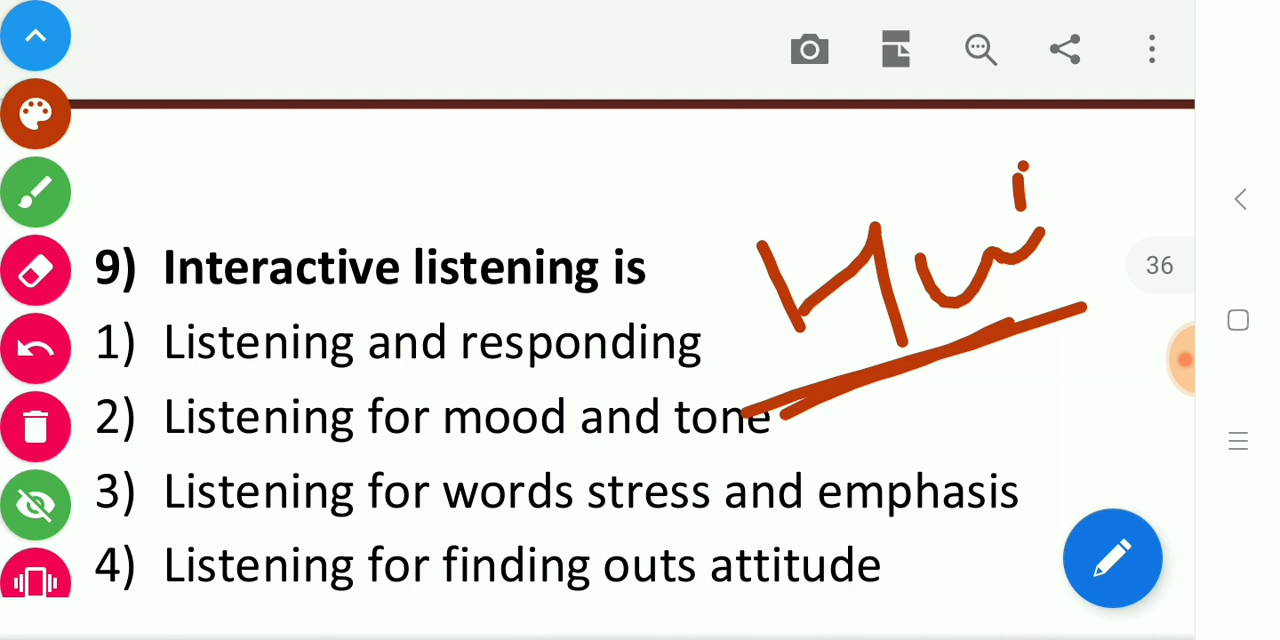 36
9) Interactive listening is
1) Listening and responding
2) Listening for mood and tone
3) Listening for words stress and emphasis
4) Listening for finding outs attitude